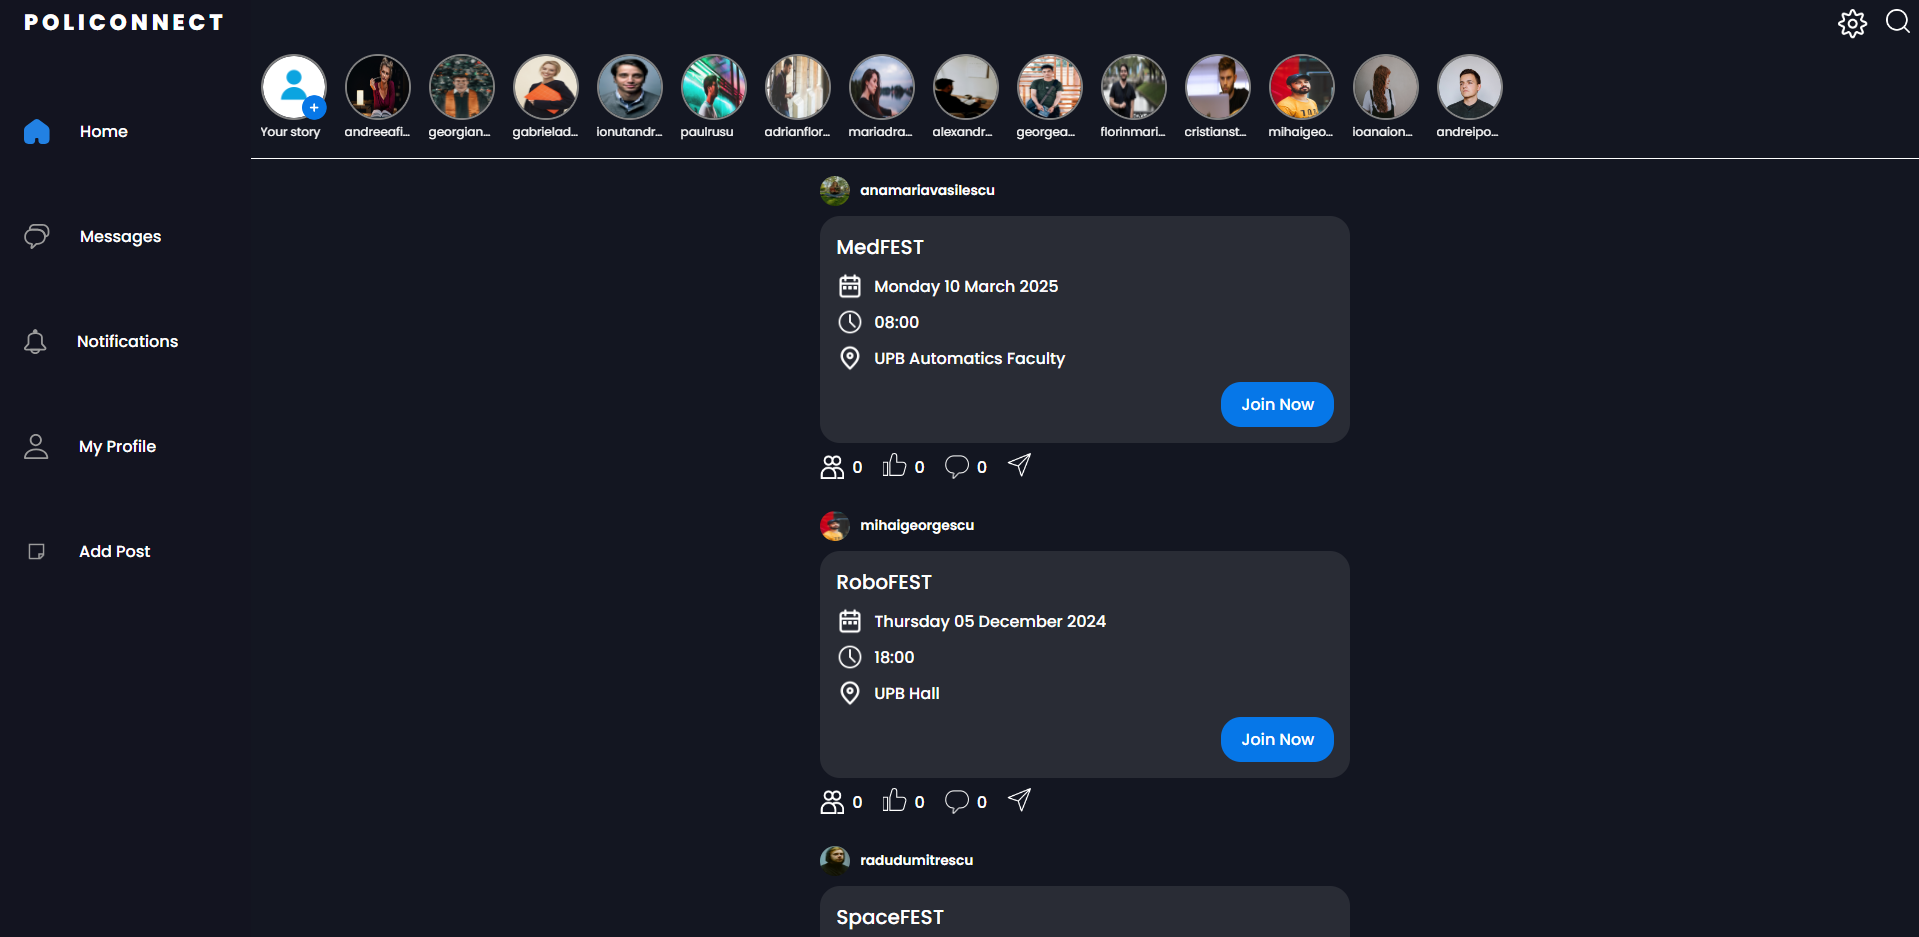 POLICONNECT
Your story
andreeafi...
georgian...
gabrielad...
ionutandr...
paulrusu
adrianflor...
mariadra...
alexandr...
georgea...
florinmari...
cristianst...
mihaigeo...
ioanaion...
andreipo...
Home
Messages
Notifications
My Profile
Add Post
anamariavasilescu
MedFEST
Monday 10 March 2025
08:00
UPB Automatics Faculty
Join Now
0 0 0
mihaigeorgescu
RoboFEST
Thursday 05 December 2024
18:00
UPB Hall
Join Now
0 0 0
radudumitrescu
SpaceFEST